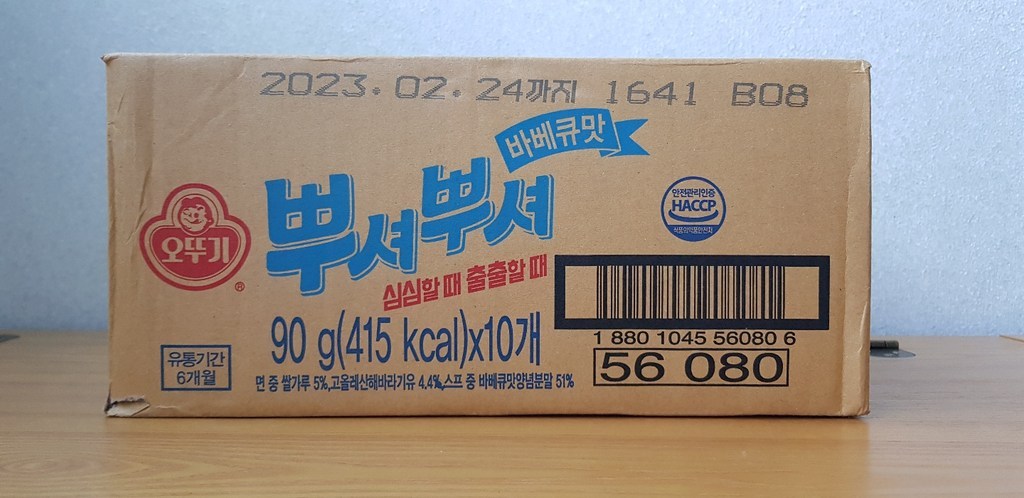 2023. 02. 24까지 1641 B08
바베큐맛
뿌셔뿌셔
오뚜기
®
심심할 때 출출할 때
안전관리인증
HACCP
식품의약품안전처
90 g(415 kcal)x10개
1 880 1045 56080 6
56 080
유통기간
6개월
면 중 쌀가루 5%,고올레산해바라기유 4.4%,스프 중 바베큐맛양념분말 51%